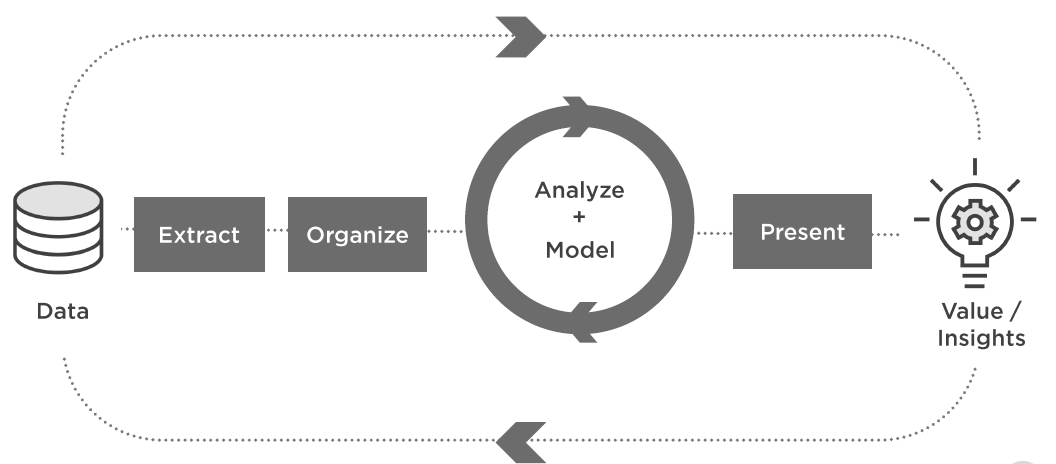 Data
Extract
Organize
Analyze
+
Model
Present
Value /
Insights